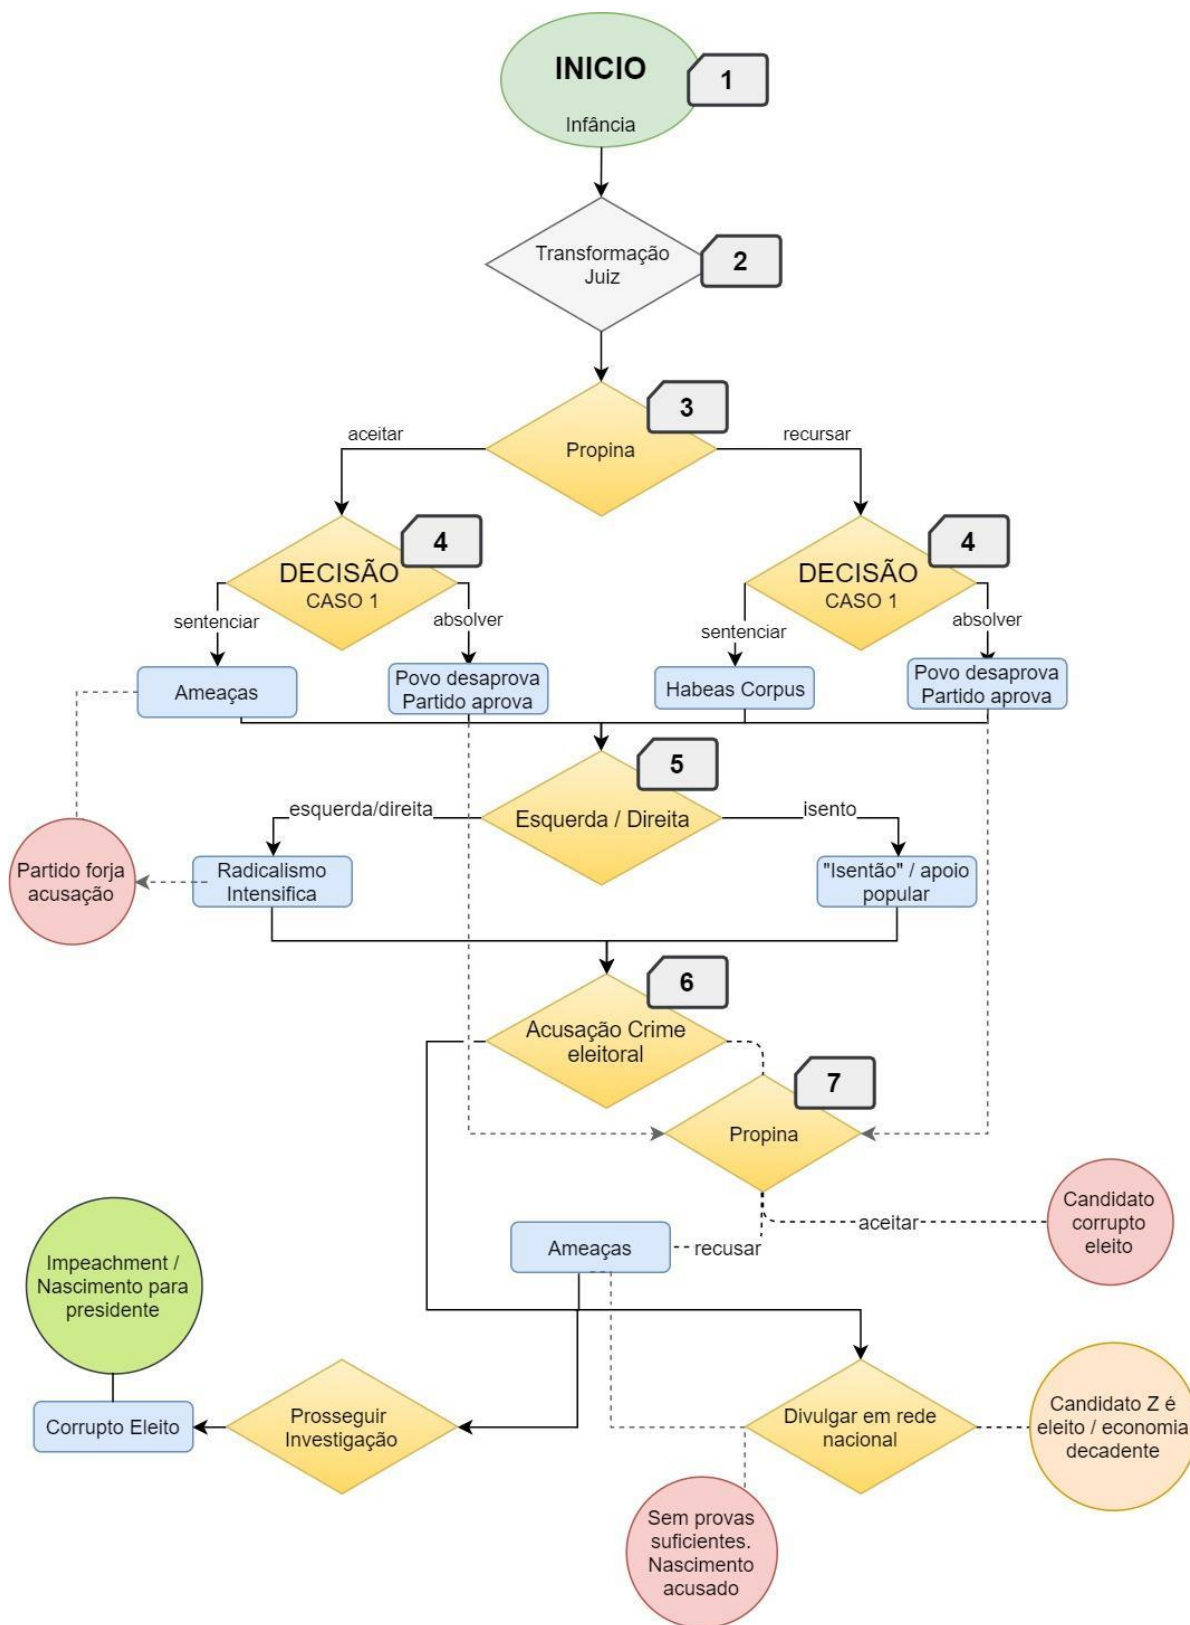 INICIO
1
Infância
Transformação
Juiz
2
3
Propina
aceitar
recursar
4
DECISÃO
CASO 1
4
DECISÃO
CASO 1
sentenciar
absolver
sentenciar
absolver
Ameaças
Povo desaprova
Partido aprova
Habeas Corpus
Povo desaprova
Partido aprova
5
Esquerda / Direita
esquerda/direita
isento
Partido forja
acusação
Radicalismo
Intensifica
"Isentão" / apoio
popular
6
Acusação Crime
eleitoral
7
Propina
Candidato
corrupto
eleito
aceitar
Ameaças
recusar
Impeachment /
Nascimento para
presidente
Corrupto Eleito
Prosseguir
Investigação
Divulgar em rede
nacional
Candidato Z é
eleito / economia
decadente
Sem provas
suficientes.
Nascimento
acusado